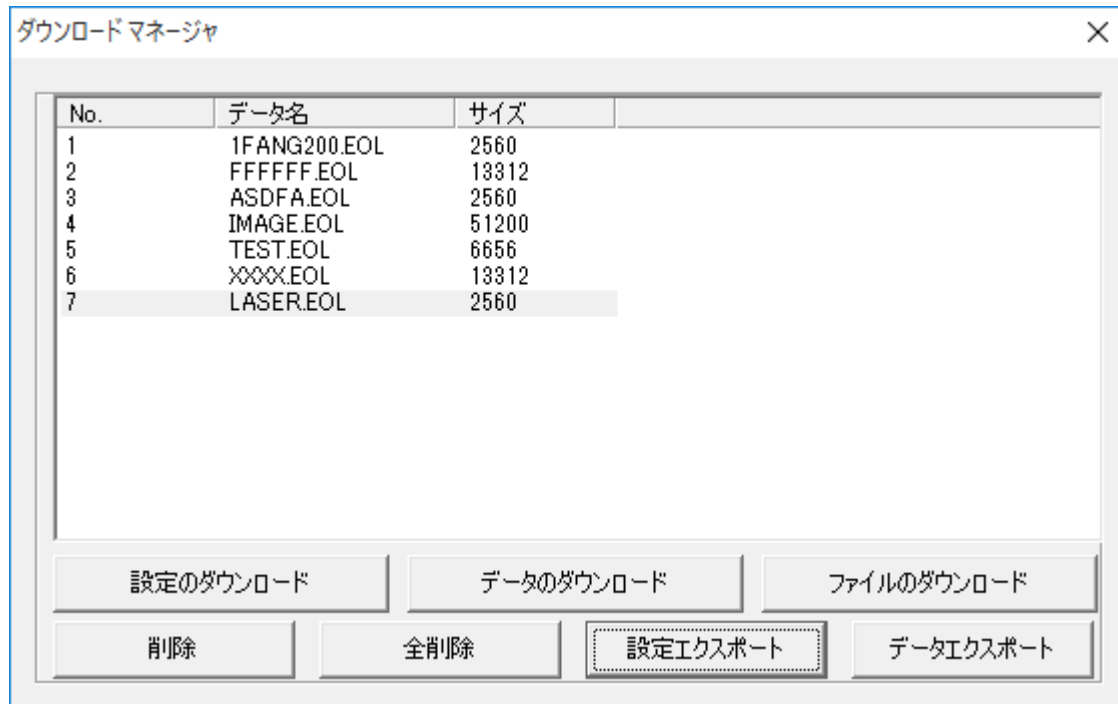 ダウンロード マネージャ
No. データ名 サイズ
1 1FANG200.EOL 2560
2 FFFFFF.EOL 13312
3 ASDFA.EOL 2560
4 IMAGE.EOL 51200
5 TEST.EOL 6656
6 XXXX.EOL 13312
7 LASER.EOL 2560
設定のダウンロード データのダウンロード ファイルのダウンロード
削除 全削除 設定エクスポート データエクスポート